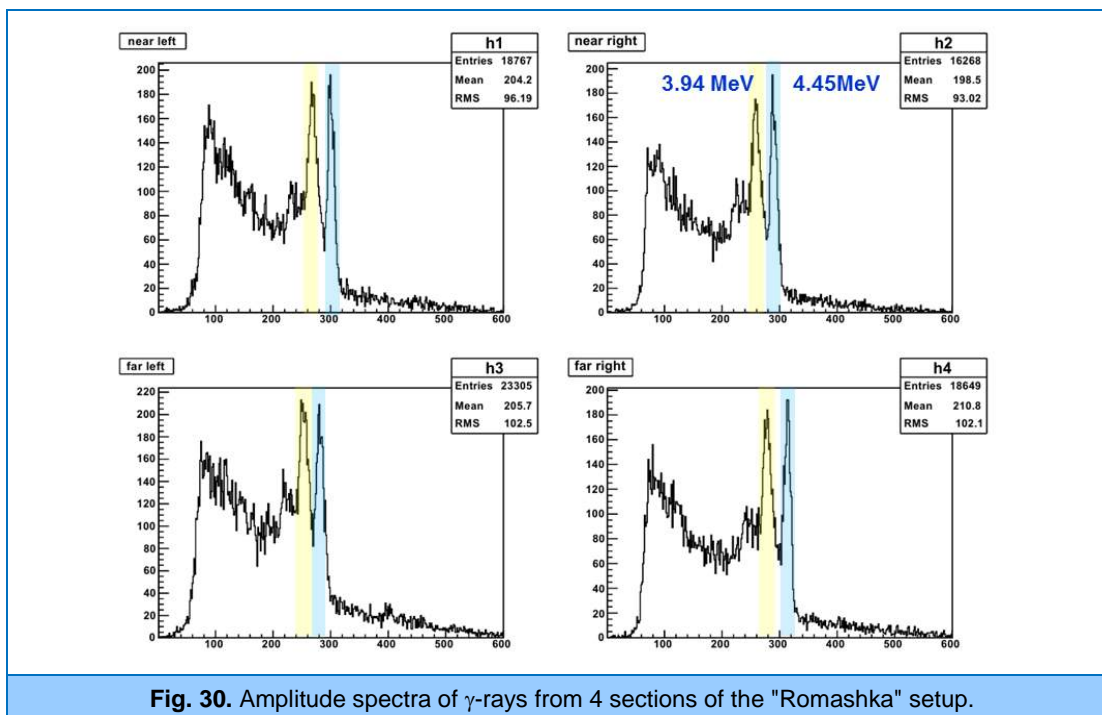 near left
h1
Entries 18767
Mean 204.2
RMS 96.19
200
180
160
140
120
100
80
60
40
20
0
100 200 300 400 500 600
near right
h2
Entries 16268
Mean 198.5
RMS 93.02
3.94 MeV 4.45MeV
200
180
160
140
120
100
80
60
40
20
0
100 200 300 400 500 600
far left
h3
Entries 23305
Mean 205.7
RMS 102.5
220
200
180
160
140
120
100
80
60
40
20
0
100 200 300 400 500 600
far right
h4
Entries 18649
Mean 210.8
RMS 102.1
200
180
160
140
120
100
80
60
40
20
0
100 200 300 400 500 600
Fig. 30. Amplitude spectra of γ-rays from 4 sections of the "Romashka" setup.